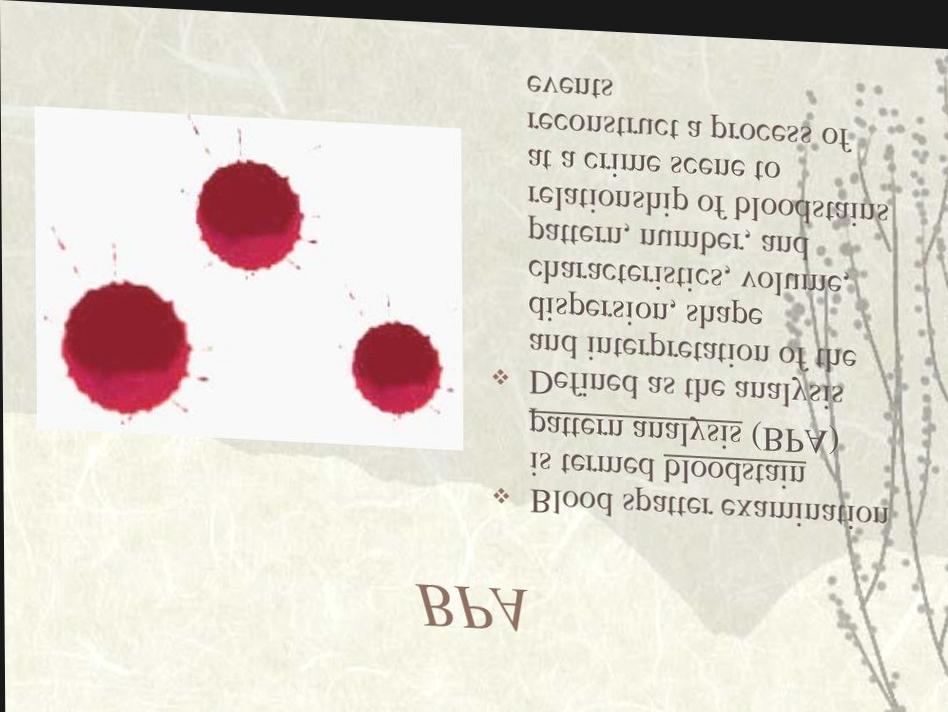 BPA
❖ Blood spatter examination
is termed bloodstain
pattern analysis (BPA)
❖ Defined as the analysis
and interpretation of the
dispersion, shape
characteristics, volume,
pattern, number, and
relationship of bloodstains
at a crime scene to
reconstruct a process of
events